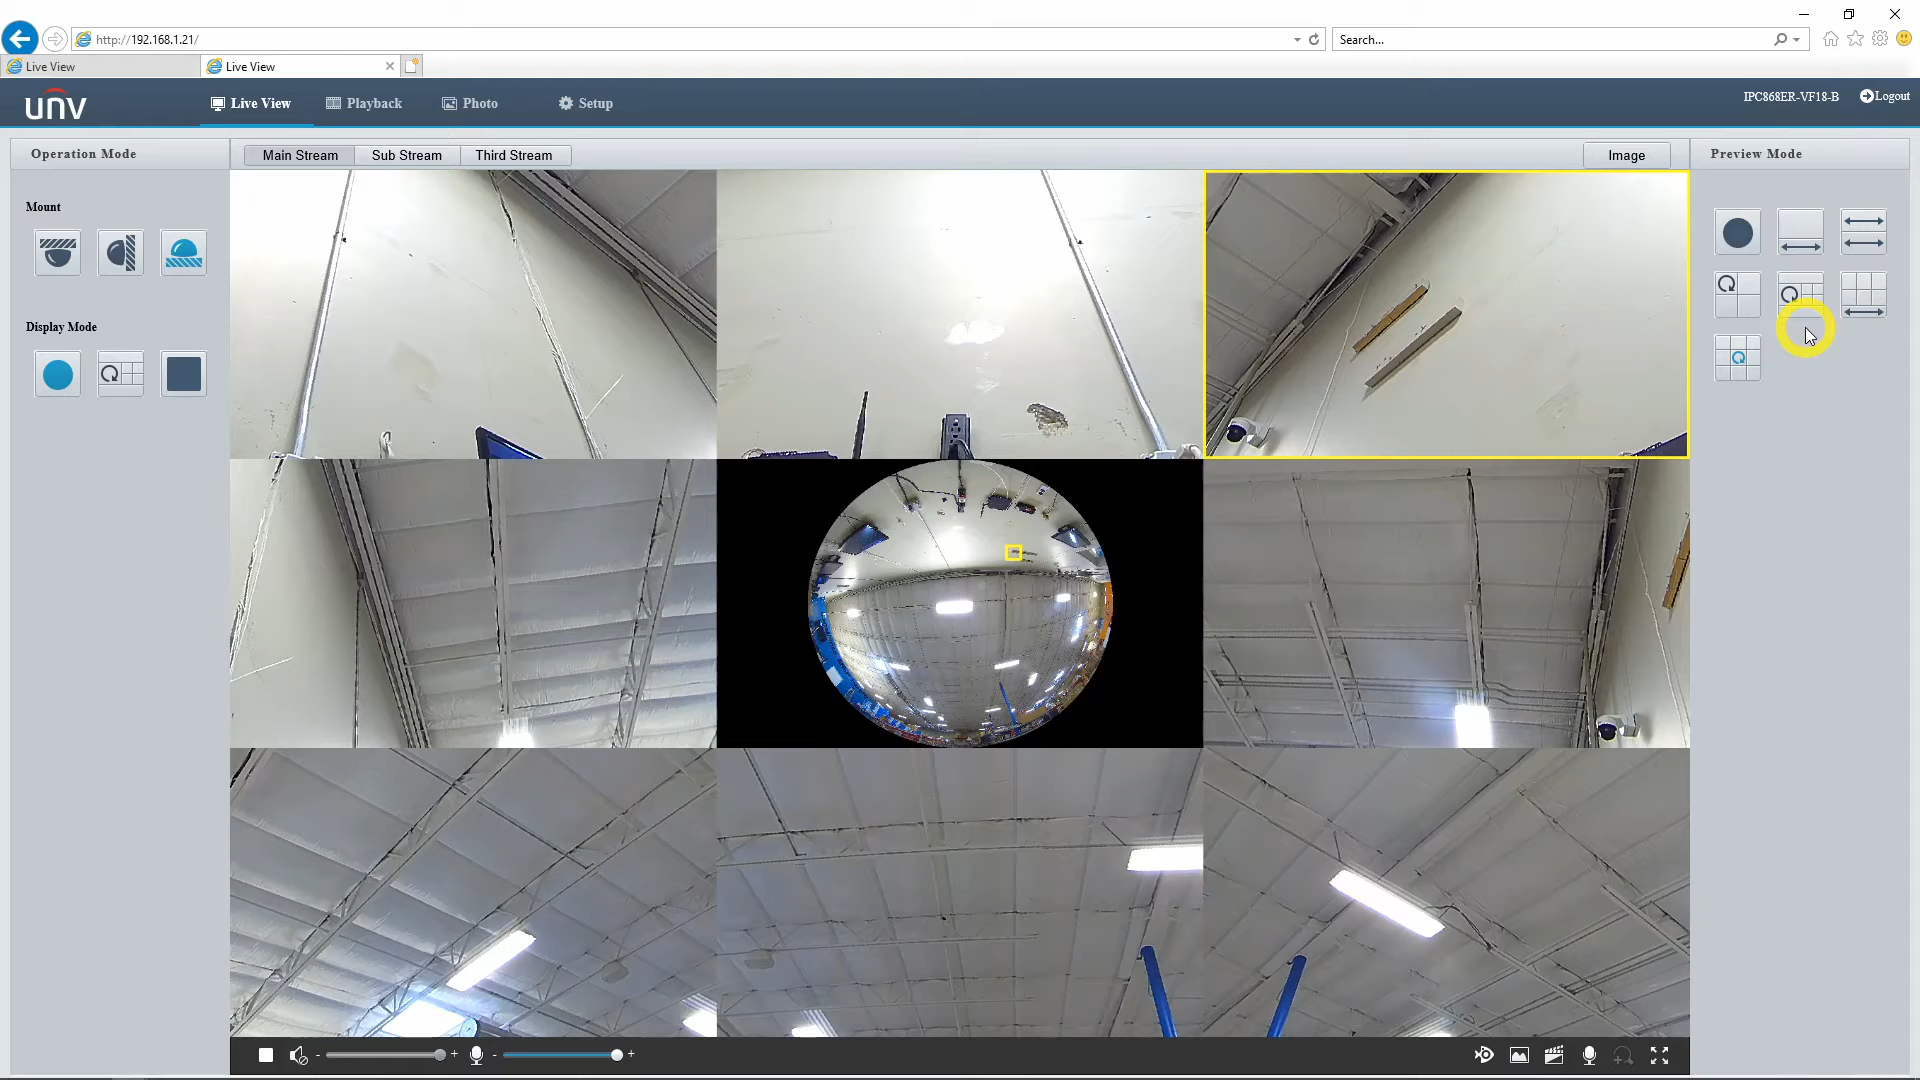 http://192.168.1.21/
Search...
Live View
Live View
unv
Live View
Playback
Photo
Setup
IPC868ER-VF18-B
Logout
Operation Mode
Main Stream
Sub Stream
Third Stream
Image
Preview Mode
Mount
Display Mode
- + - +